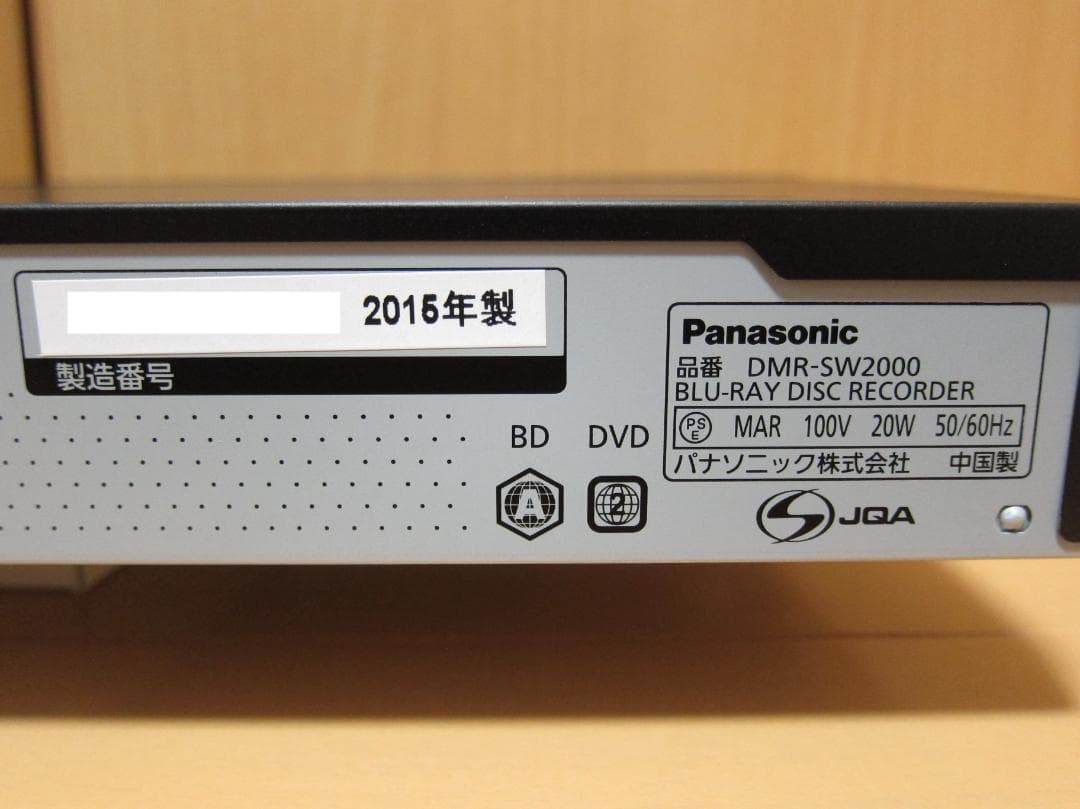 2015年製
製造番号
BD DVD
A 2
Panasonic
品番 DMR-SW2000
BLU-RAY DISC RECORDER
PS E MAR 100V 20W 50/60Hz
パナソニック株式会社 中国製
JQA